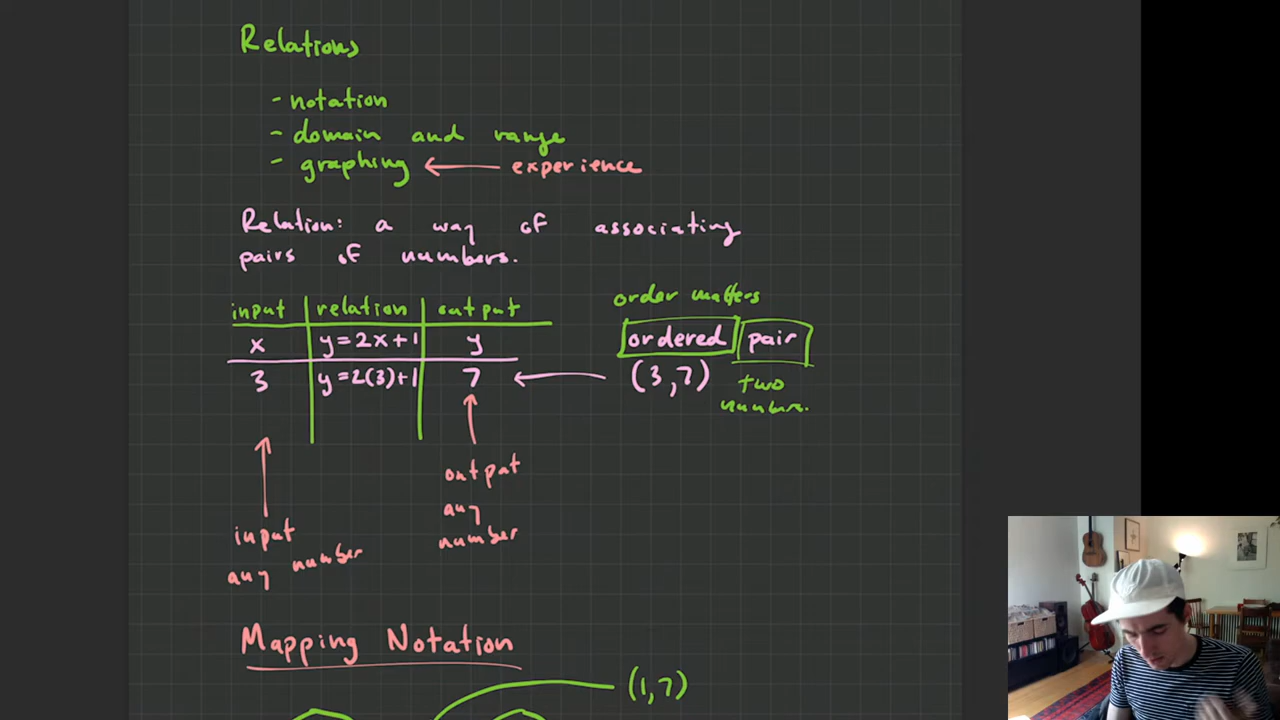 Relations
- notation
- domain and range
- graphing ← experience
Relation: a way of associating
pairs of numbers.
order matters
input relation output
ordered pair
x y=2x+1 y
3 y=2(3)+1 7 ← (3,7) two
numbers.
output
any
number
input
any number
Mapping Notation
(1,7)